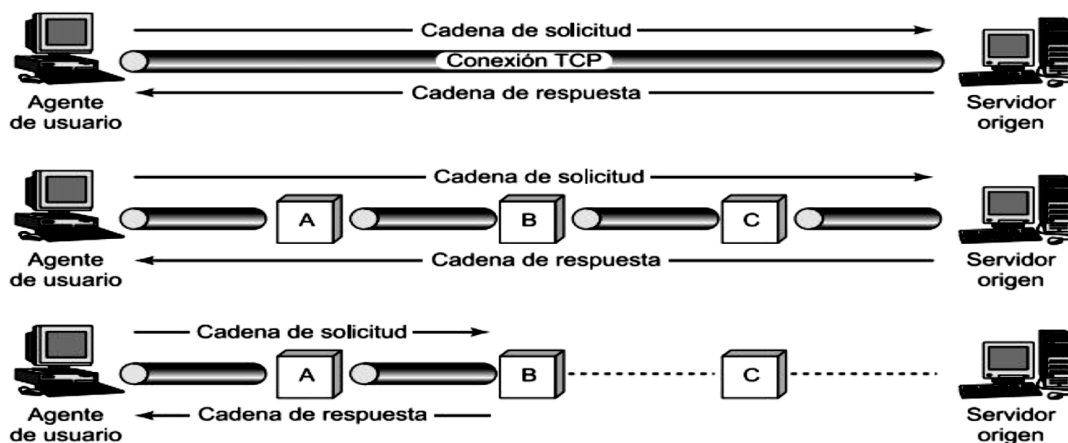 Cadena de solicitud
Conexión TCP
Cadena de respuesta
Agente
de usuario
Servidor
origen
Cadena de solicitud
A
B
C
Cadena de respuesta
Agente
de usuario
Servidor
origen
Cadena de solicitud
A
B
C
Cadena de respuesta
Agente
de usuario
Servidor
origen